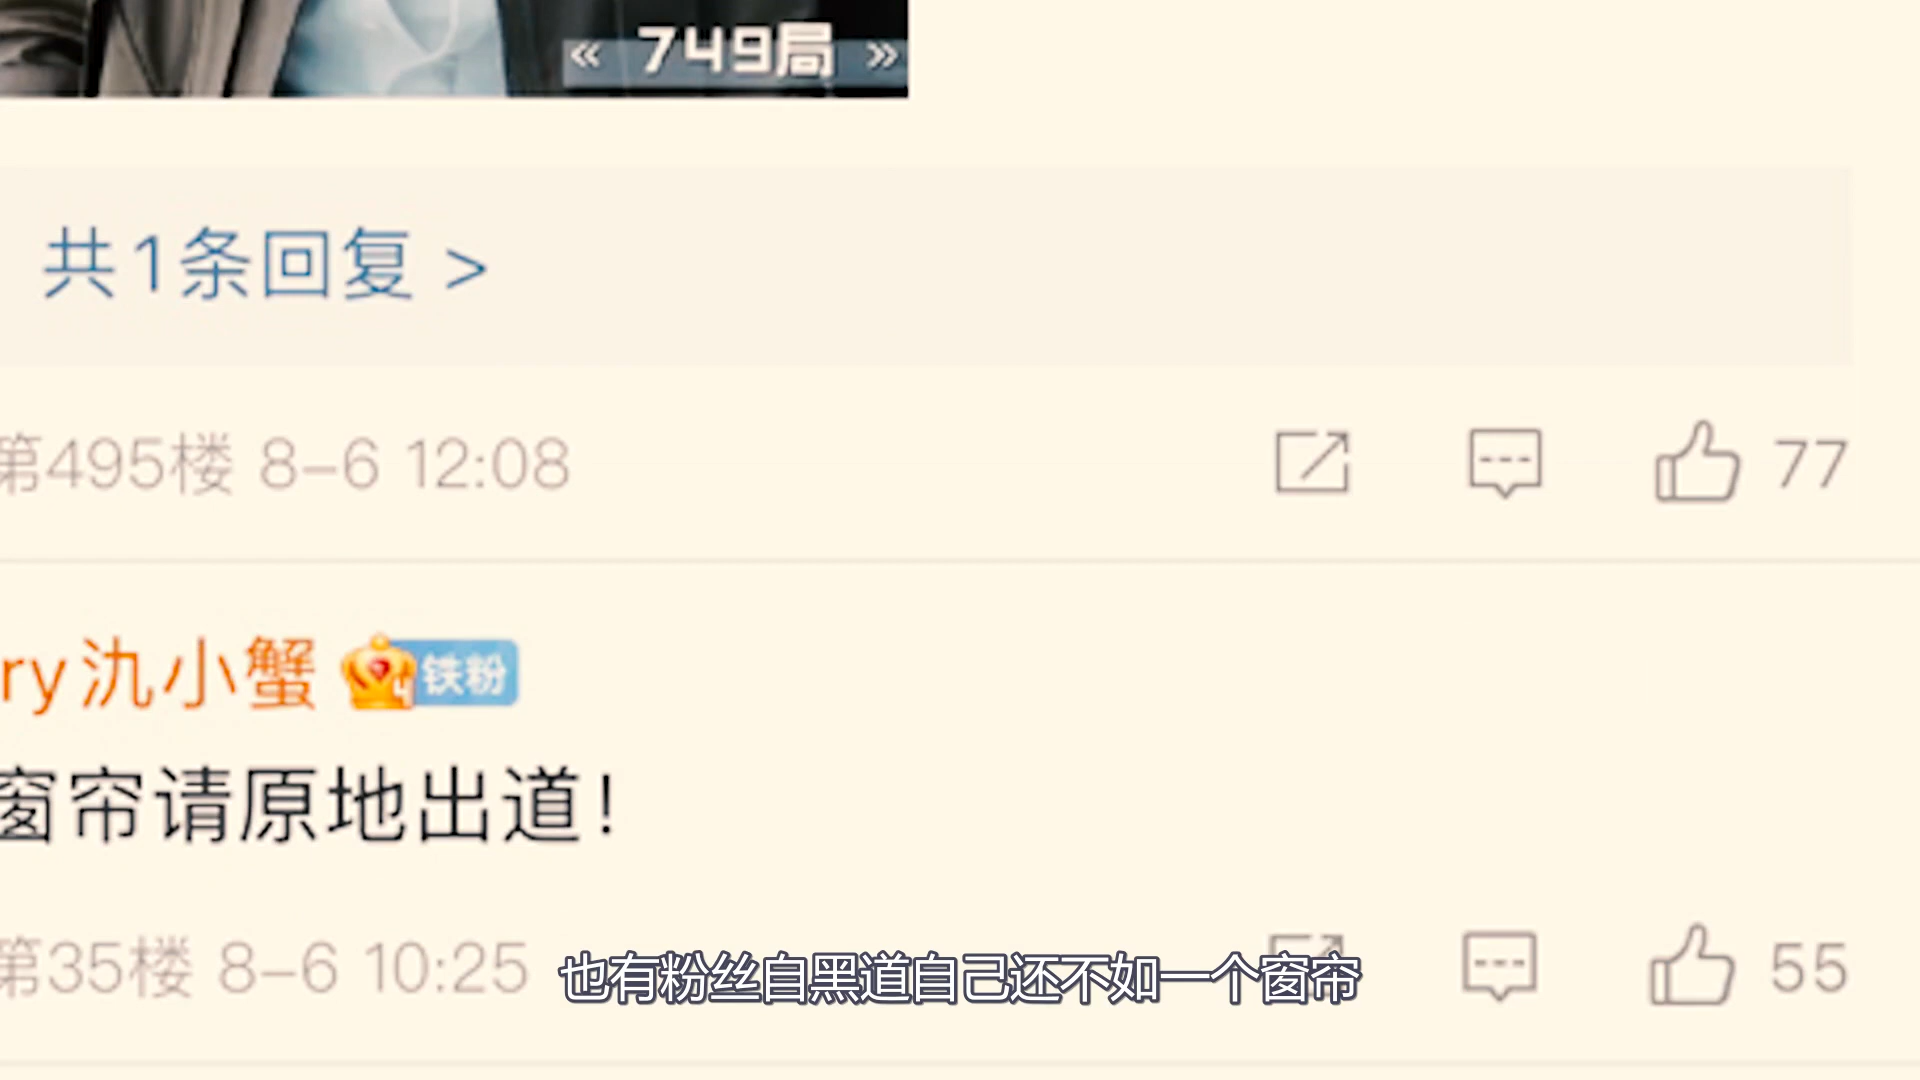 « 749局 »
共1条回复 >
第495楼 8-6 12:08 77
ry氿小蟹 4 铁粉
窗帘请原地出道!
第35楼 8-6 10:25 55
也有粉丝自黑道自己还不如一个窗帘